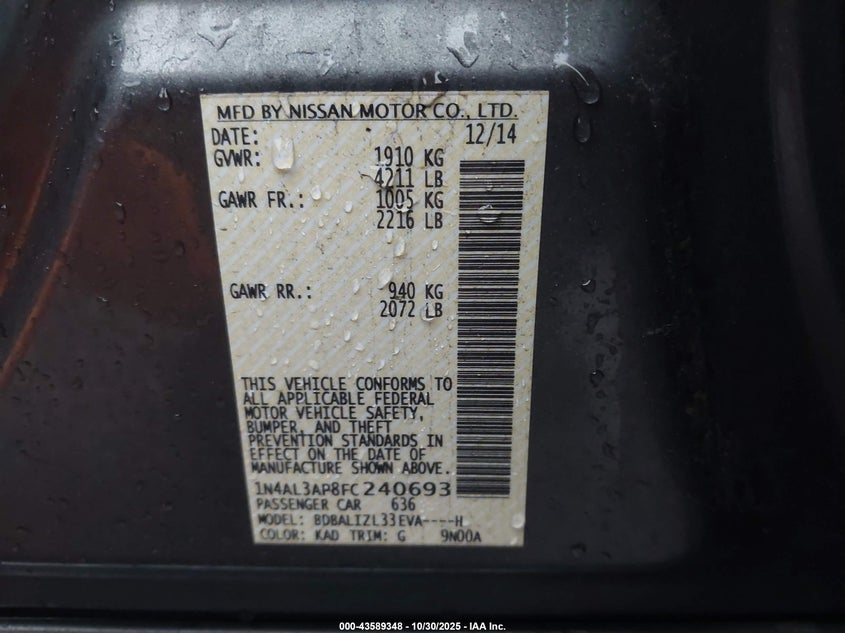 MFD BY NISSAN MOTOR CO., LTD.
DATE: 12/14
GVWR: 1910 KG
4211 LB
GAWR FR.: 1005 KG
2216 LB
GAWR RR.: 940 KG
2072 LB
THIS VEHICLE CONFORMS TO
ALL APPLICABLE FEDERAL
MOTOR VEHICLE SAFETY,
BUMPER, AND THEFT
PREVENTION STANDARDS IN
EFFECT ON THE DATE OF
MANUFACTURE SHOWN ABOVE.
1N4AL3AP8FC240693
PASSENGER CAR 636
MODEL: BDBALIZL33EVA----H
COLOR: KAD TRIM: G 9N00A
000-43589348 - 10/30/2025 - IAA Inc.